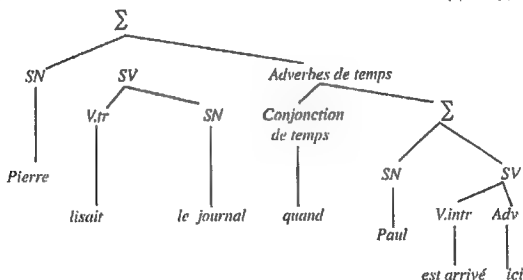 Σ
SN SV Adverbes de temps
V.tr SN Conjonction de temps Σ
SN SV
Pierre
lisait le journal quand Paul V.intr Adv
est arrivé ici